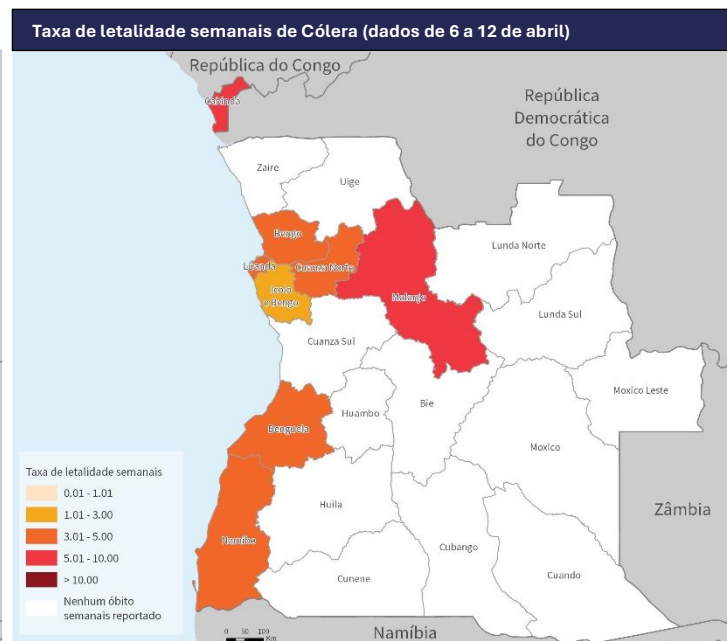 Taxa de letalidade semanais de Cólera (dados de 6 a 12 de abril)
República do Congo
Cabinda
República
Democrática
do Congo
Zaire
Uige
Bengo
Lunda Norte
Luanda
Cuanza Norte
Icolo
e Bengo
Malanje
Lunda Sul
Cuanza Sul
Moxico Leste
Bie
Huambo
Benguela
Moxico
Taxa de letalidade semanais
0.01 - 1.01
1.01 - 3.00
3.01 - 5.00
5.01 - 10.00
> 10.00
Nenhum óbito
semanais reportado
Huila
Zâmbia
Namibe
Cubango
Cunene
Cuando
0 50 100
Km
Namíbia